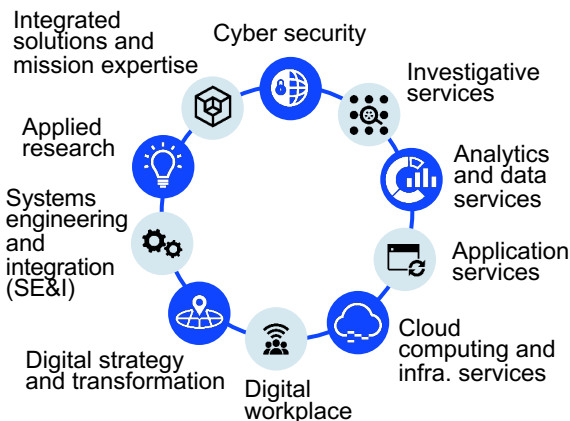 Integrated
solutions and
mission expertise
Cyber security
Investigative
services
Analytics
and data
services
Application
services
Cloud
computing and
infra. services
Digital
workplace
Digital strategy
and transformation
Systems
engineering
and
integration
(SE&I)
Applied
research